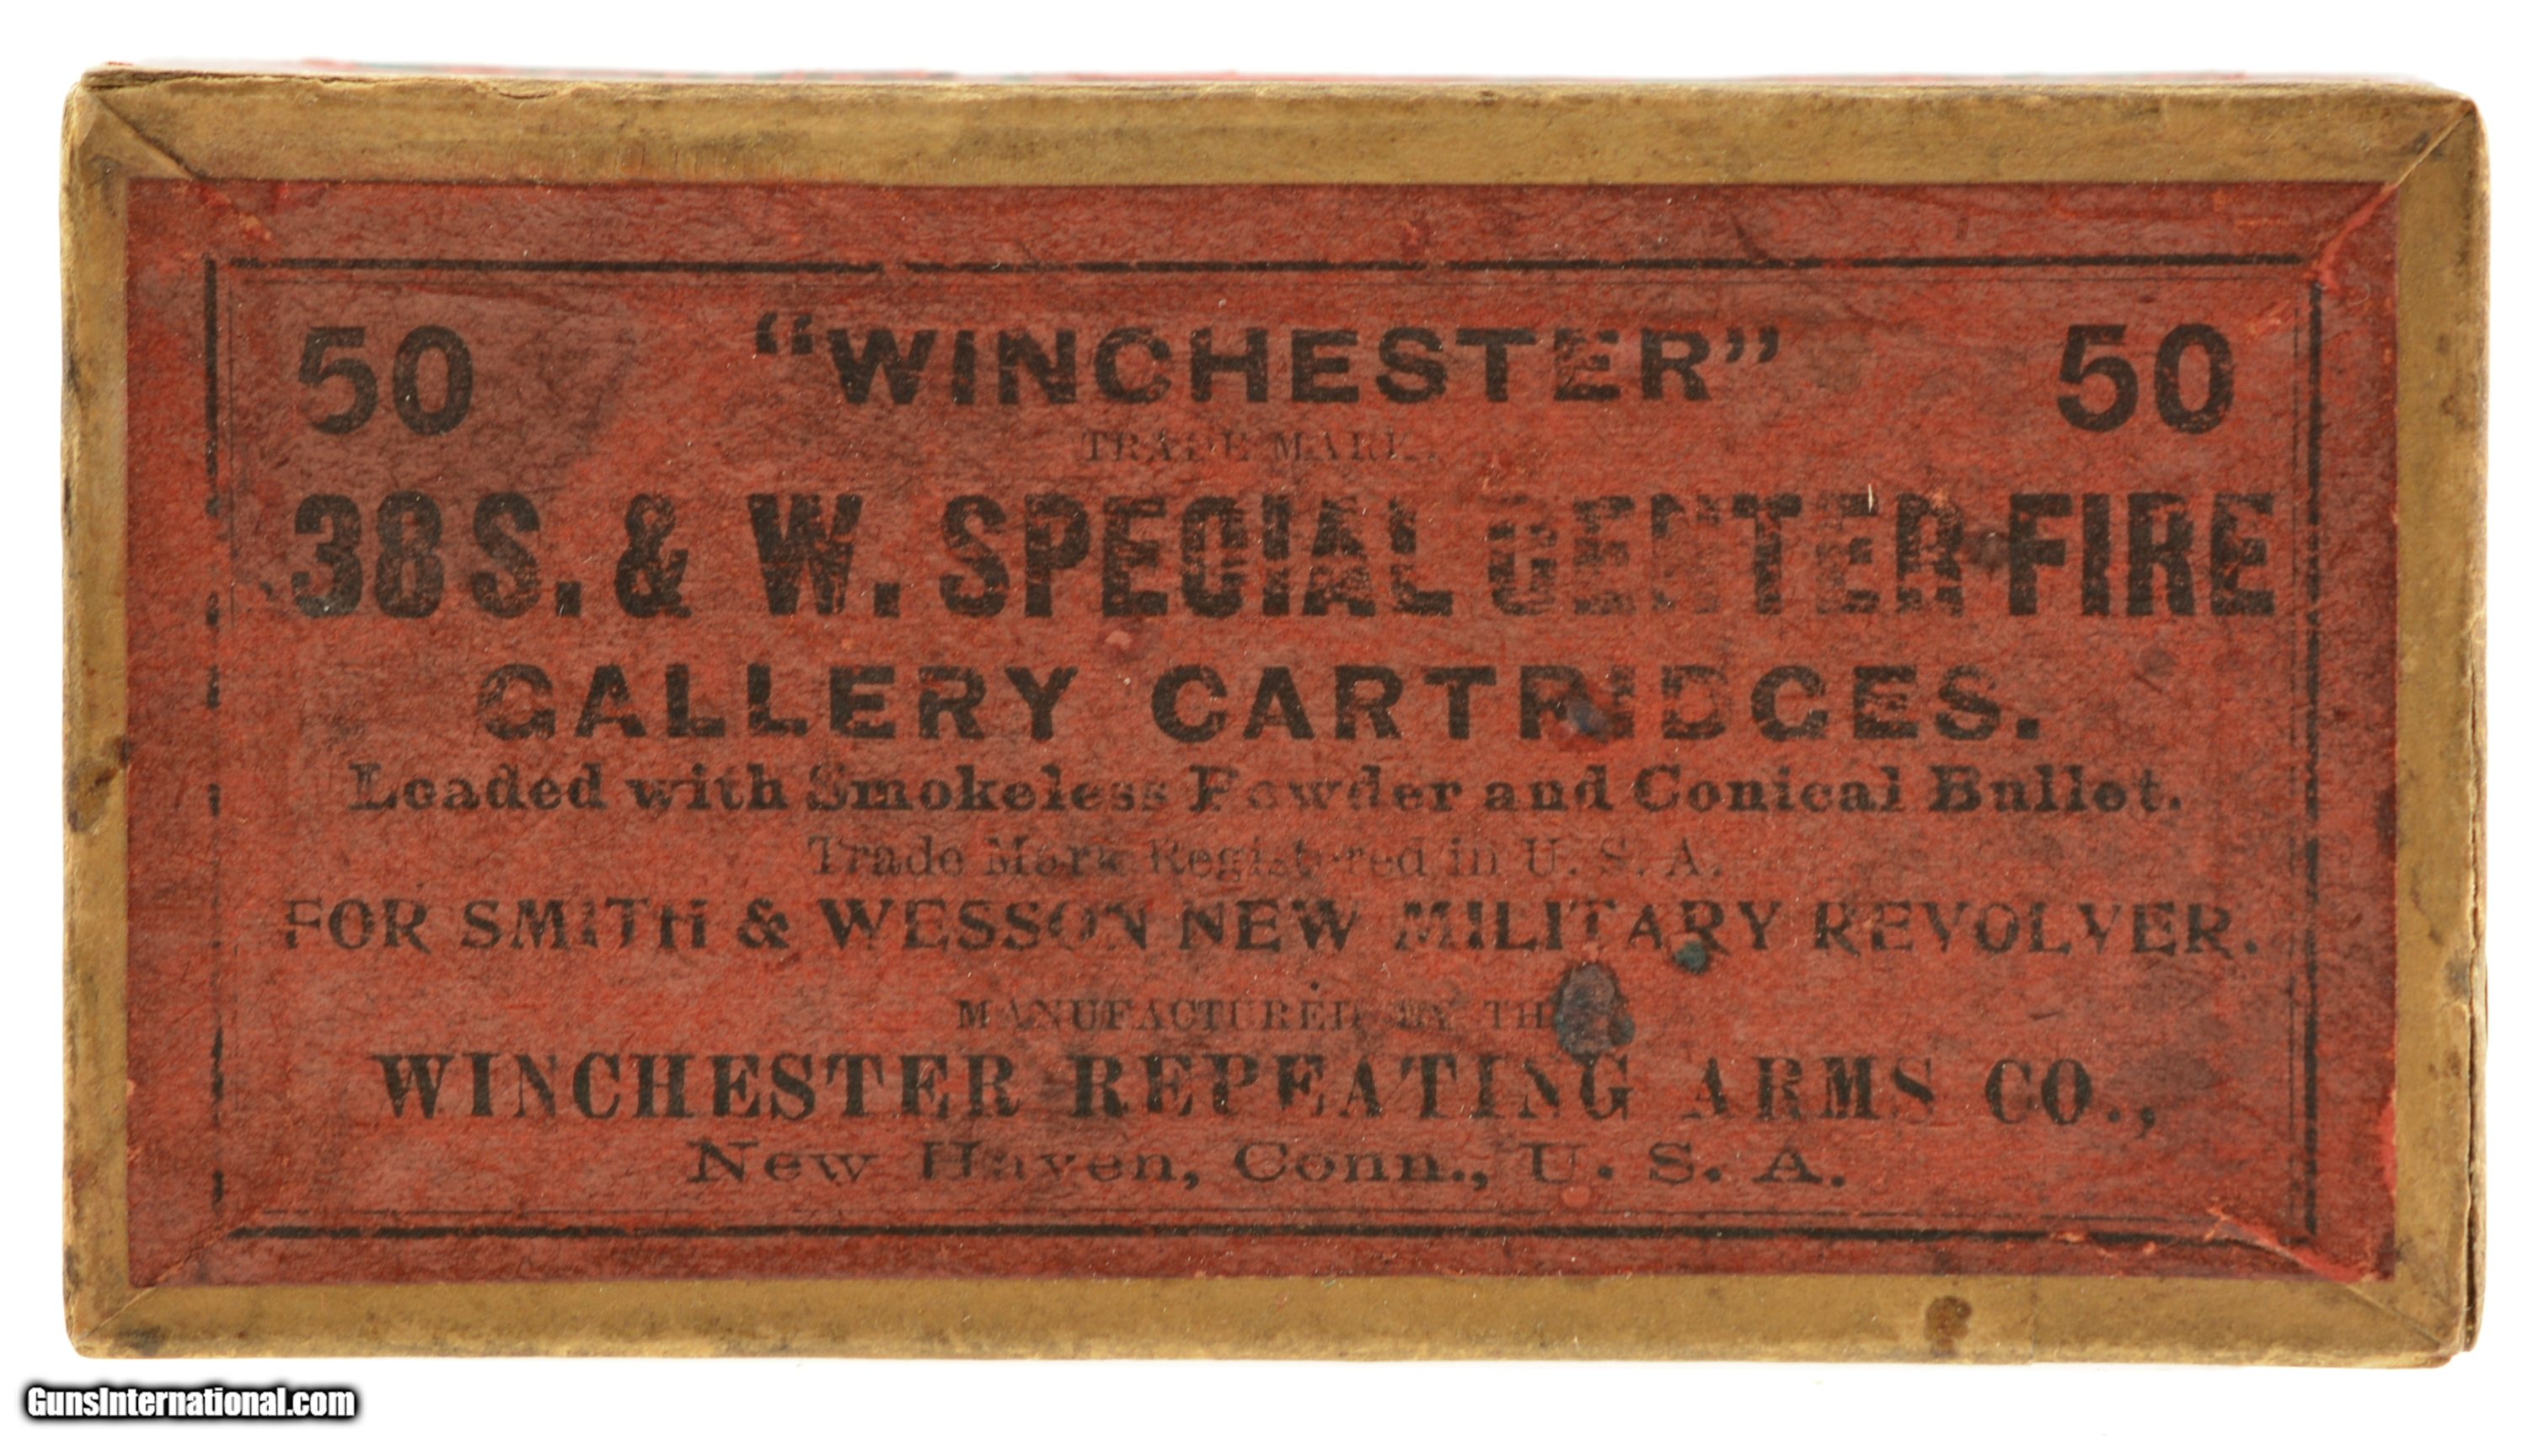 50 “WINCHESTER” 50
TRADE MARK.
38 S. & W. SPECIAL CENTER FIRE
GALLERY CARTRIDGES.
Loaded with Smokeless Powder and Conical Bullet.
Trade Mark Registered in U. S. A.
FOR SMITH & WESSON NEW MILITARY REVOLVER.
MANUFACTURED BY THE
WINCHESTER REPEATING ARMS CO.,
New Haven, Conn., U. S. A.
GunsInternational.com